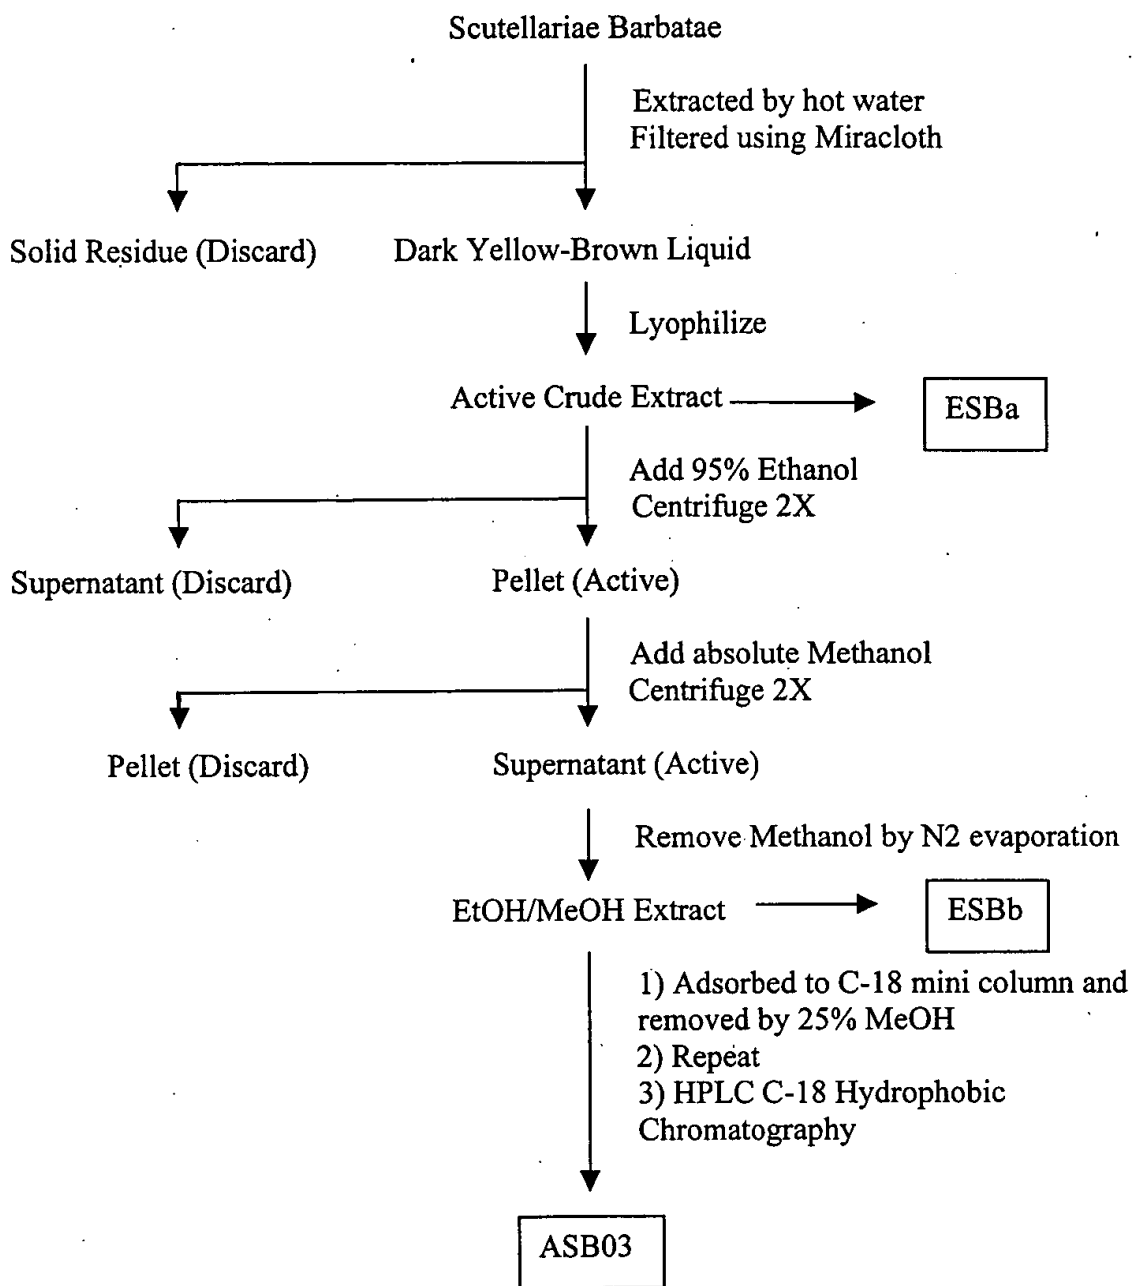 Scutellariae Barbatae
Extracted by hot water
Filtered using Miracloth
Solid Residue (Discard)
Dark Yellow-Brown Liquid
Lyophilize
Active Crude Extract
ESBa
Add 95% Ethanol
Centrifuge 2X
Supernatant (Discard)
Pellet (Active)
Add absolute Methanol
Centrifuge 2X
Pellet (Discard)
Supernatant (Active)
Remove Methanol by N2 evaporation
EtOH/MeOH Extract
ESBb
1) Adsorbed to C-18 mini column and
removed by 25% MeOH
2) Repeat
3) HPLC C-18 Hydrophobic
Chromatography
ASB03